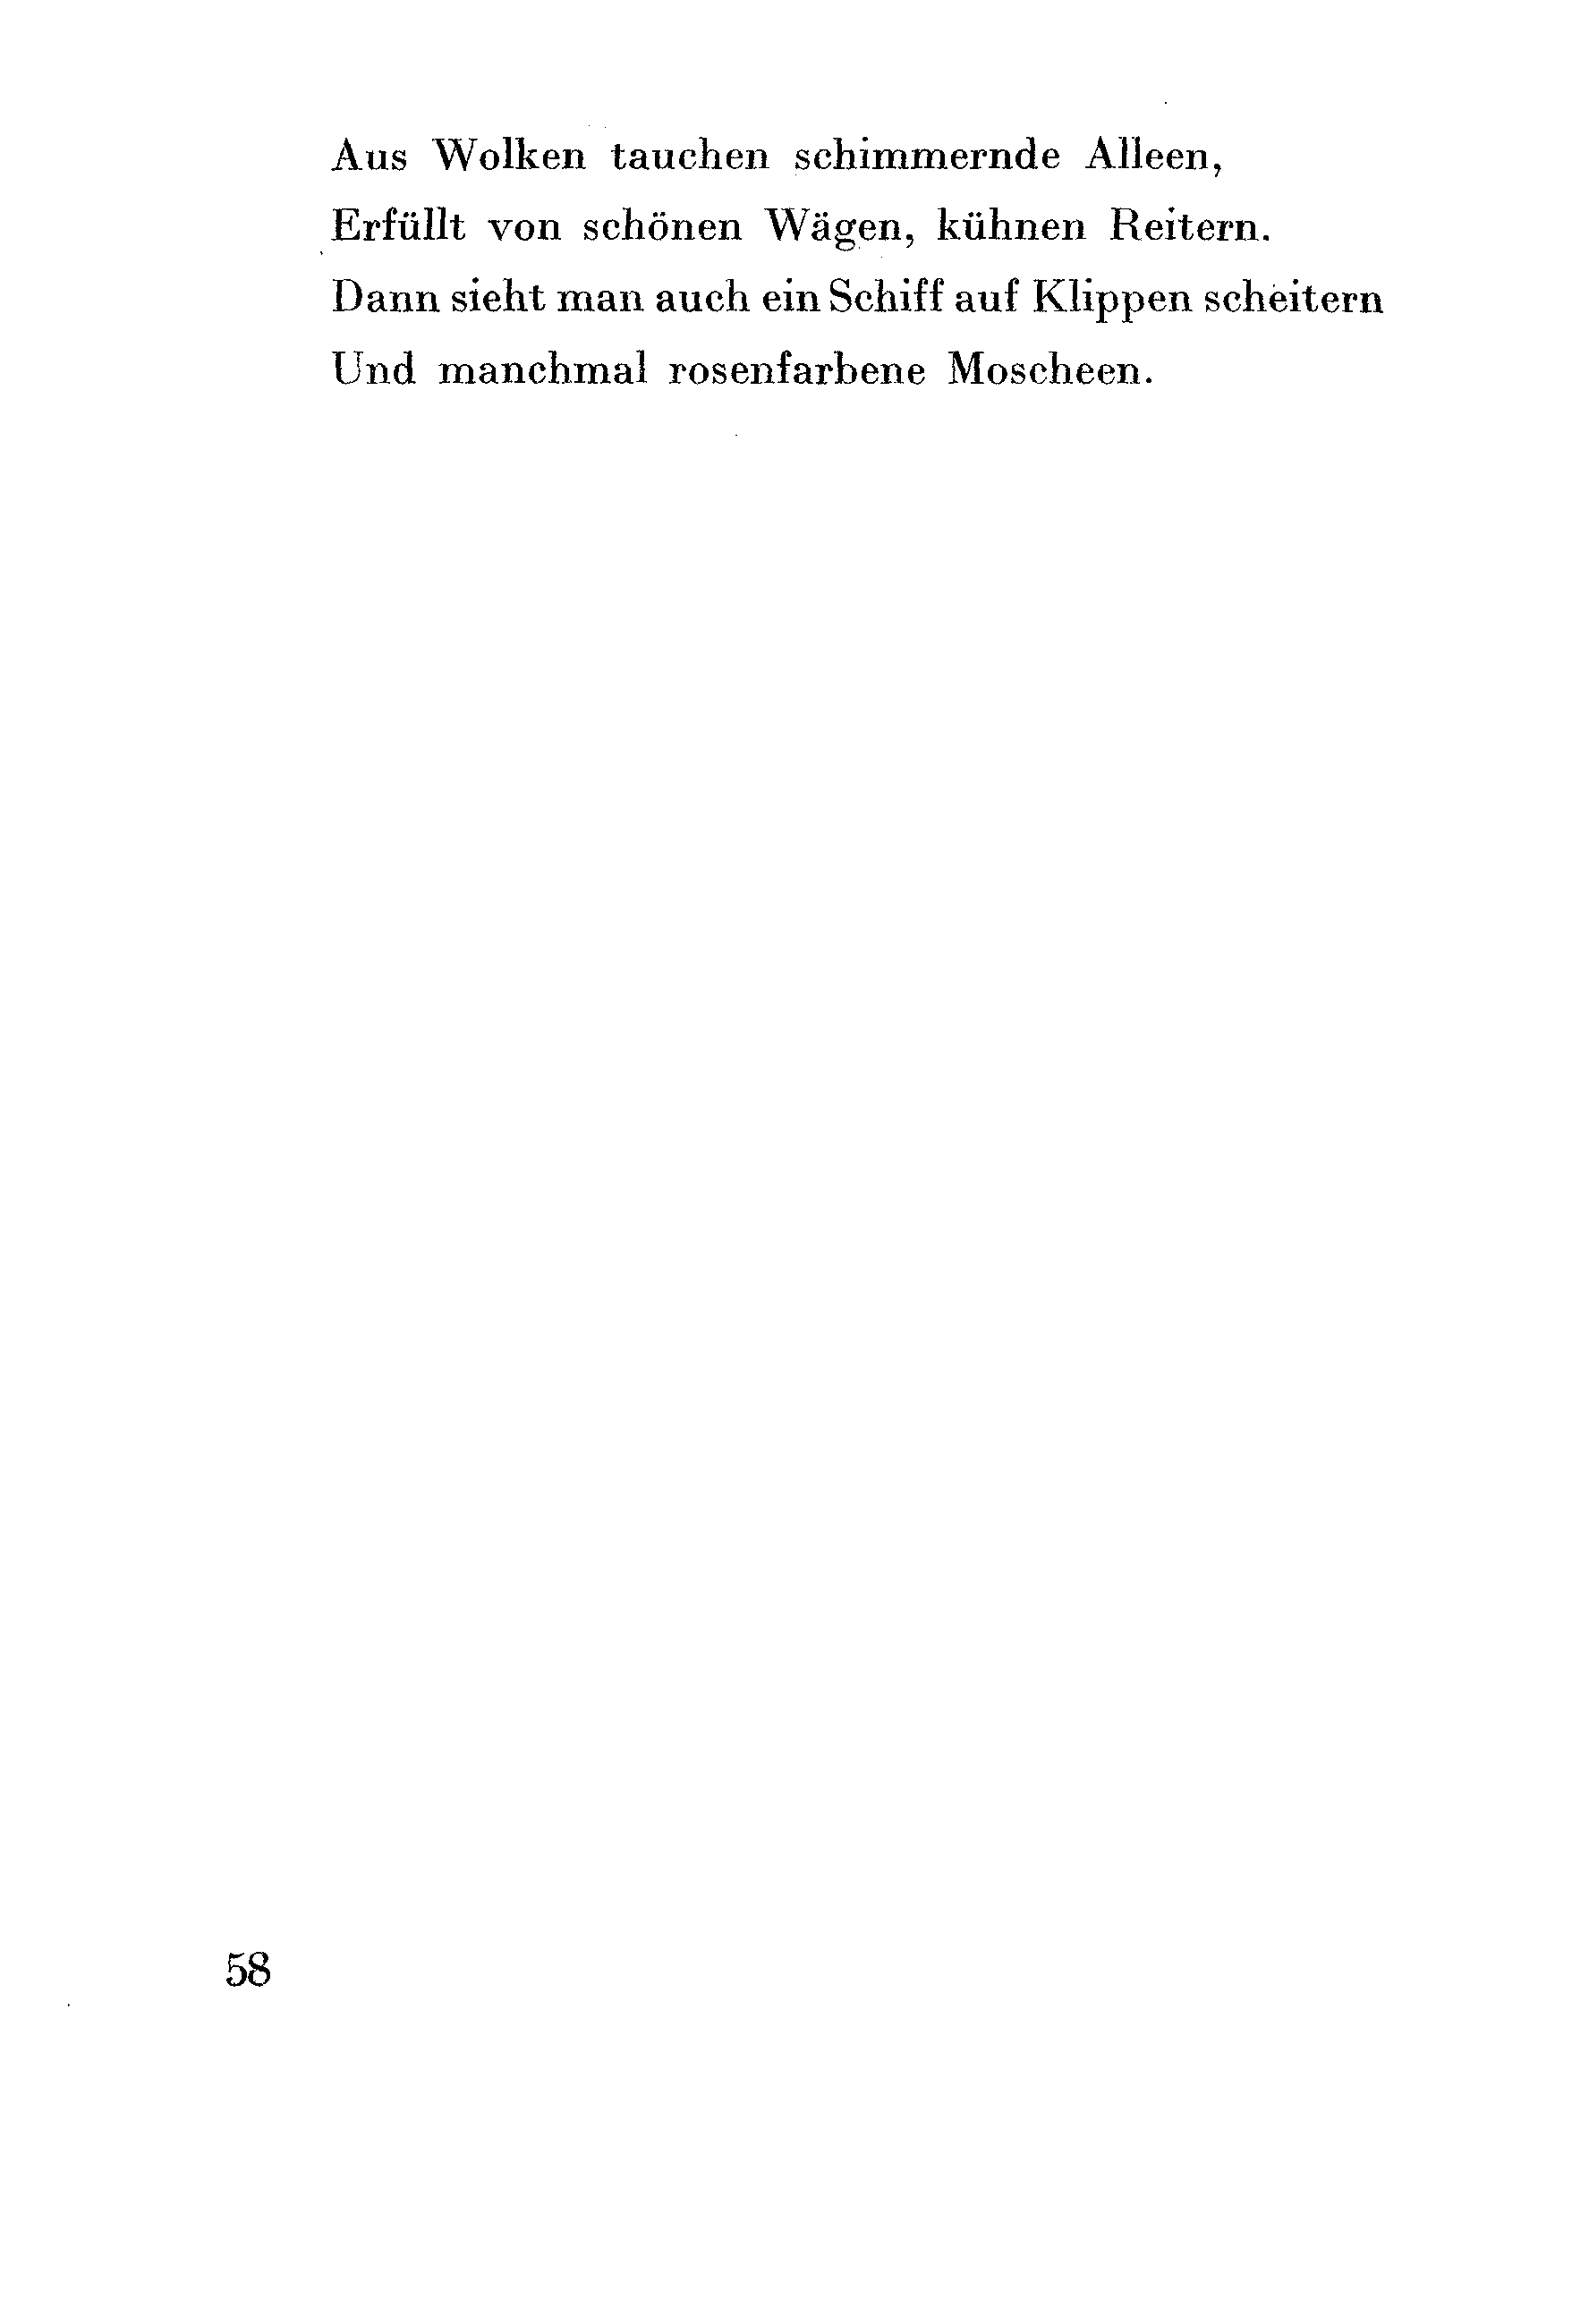 Aus Wolken tauchen schimmernde Alleen,
Erfüllt von schönen Wägen, kühnen Reitern.
Dann sieht man auch ein Schiff auf Klippen scheitern
Und manchmal rosenfarbene Moscheen.
58